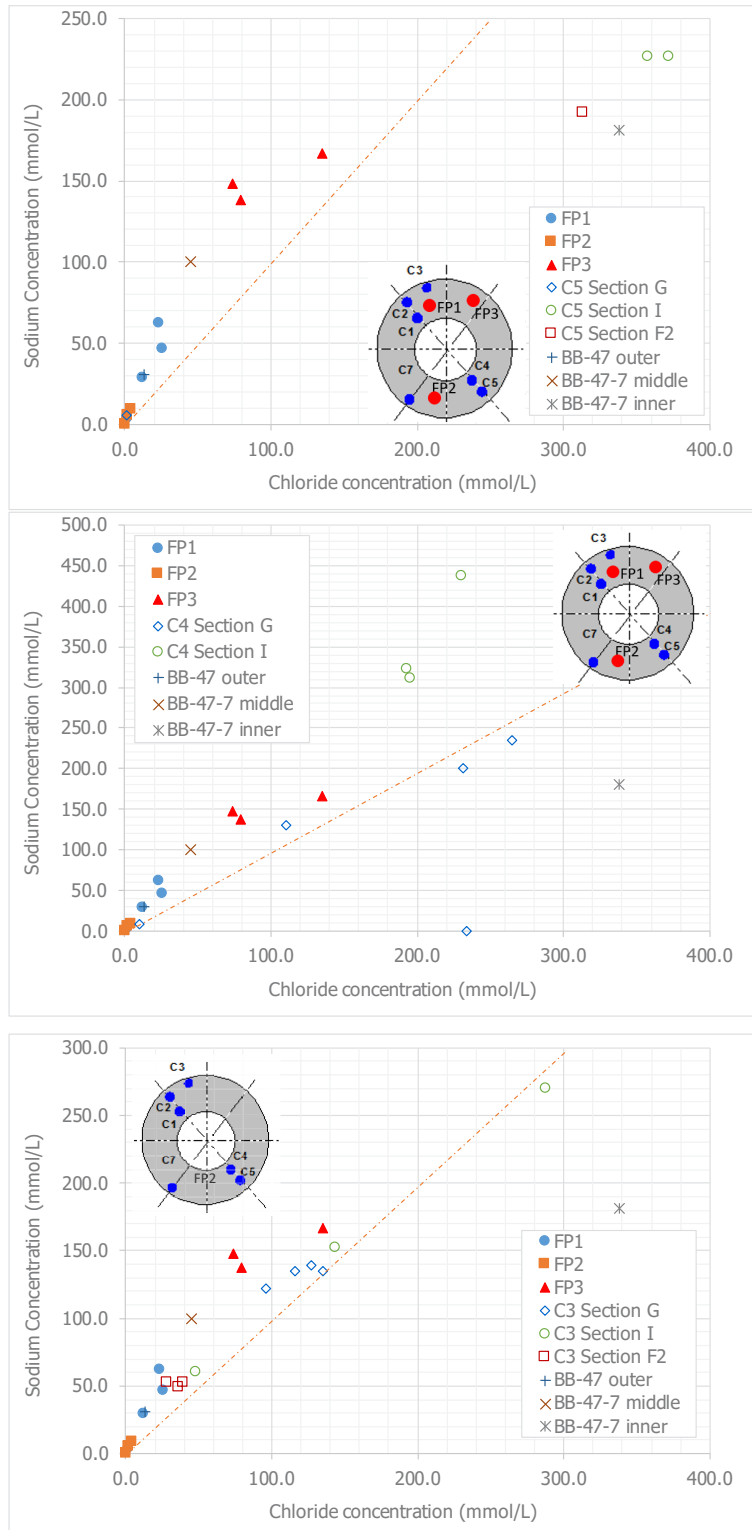 250.0
200.0
150.0
100.0
50.0
0.0
Sodium Concentration (mmol/L)
0.0 100.0 200.0 300.0 400.0
Chloride concentration (mmol/L)
FP1
FP2
FP3
C5 Section G
C5 Section I
C5 Section F2
BB-47 outer
BB-47-7 middle
BB-47-7 inner
C3
C2
FP1
FP3
C1
C7
C4
C5
FP2
500.0
450.0
400.0
350.0
300.0
250.0
200.0
150.0
100.0
50.0
0.0
Sodium Concentration (mmol/L)
0.0 100.0 200.0 300.0 400.0
Chloride concentration (mmol/L)
FP1
FP2
FP3
C4 Section G
C4 Section I
BB-47 outer
BB-47-7 middle
BB-47-7 inner
C3
C2
FP1
FP3
C1
C7
C4
C5
FP2
300.0
250.0
200.0
150.0
100.0
50.0
0.0
Sodium Concentration (mmol/L)
0.0 100.0 200.0 300.0 400.0
Chloride concentration (mmol/L)
C3
C2
C1
C7
C4
C5
FP2
FP1
FP2
FP3
C3 Section G
C3 Section I
C3 Section F2
BB-47 outer
BB-47-7 middle
BB-47-7 inner